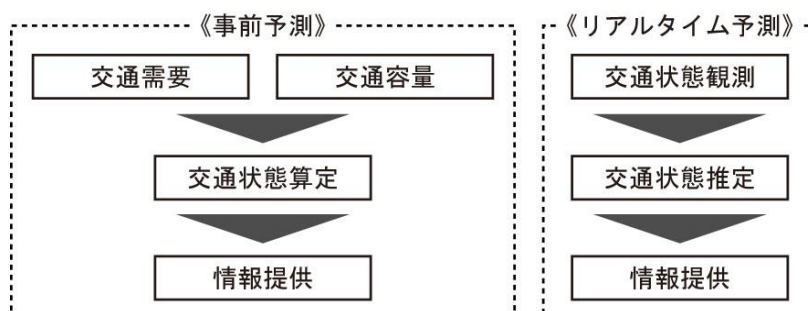 《事前予測》
交通需要
交通容量
交通状態算定
情報提供
《リアルタイム予測》
交通状態観測
交通状態推定
情報提供